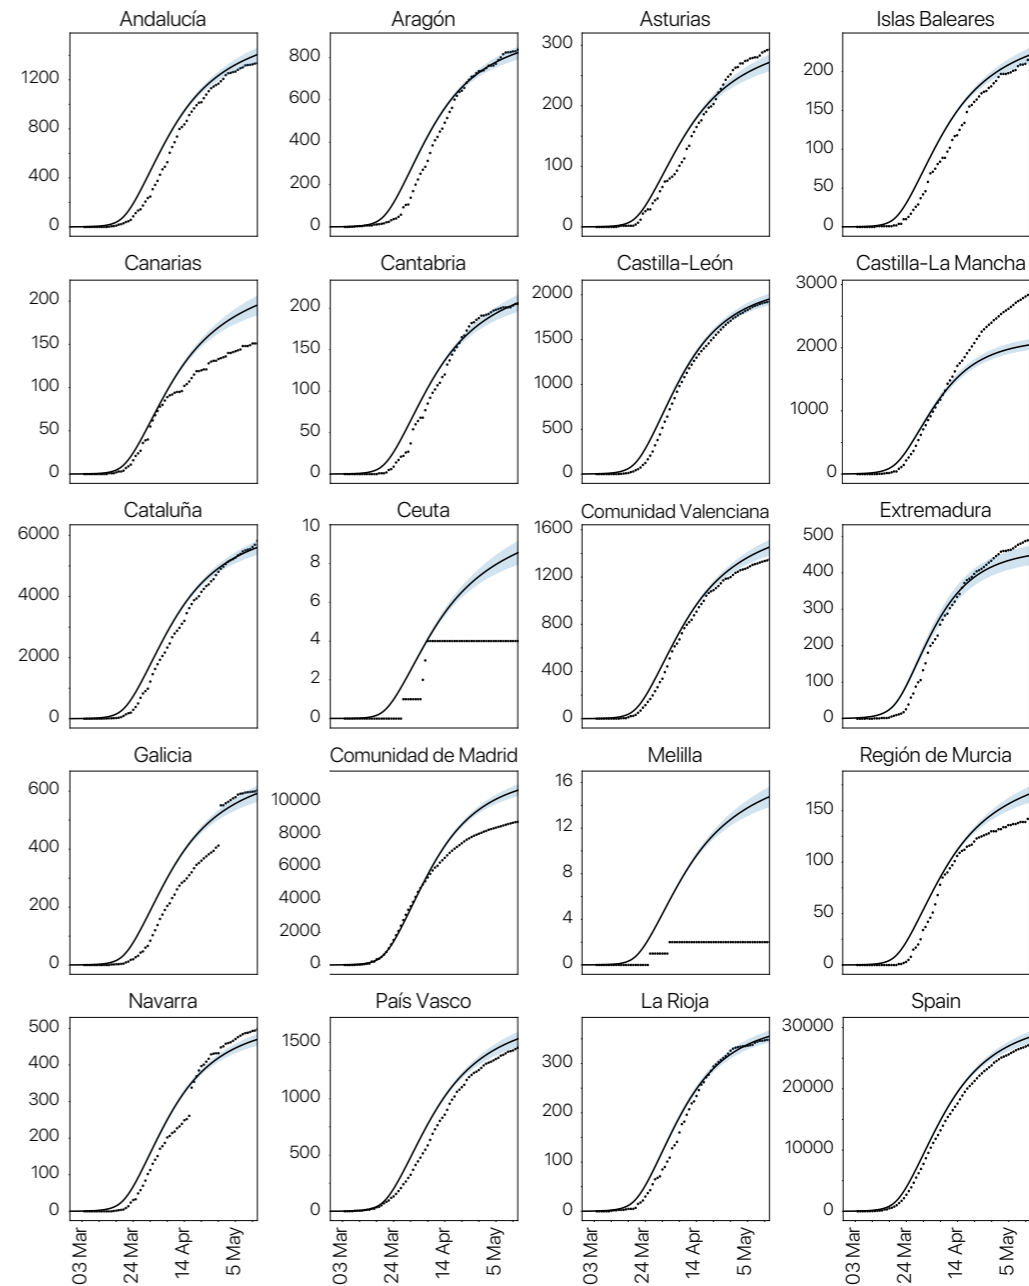 Andalucía
1200
800
400
0
Aragón
800
600
400
200
0
Asturias
300
200
100
0
Islas Baleares
200
150
100
50
0
Canarias
200
150
100
50
0
Cantabria
200
150
100
50
0
Castilla-León
2000
1500
1000
500
0
Castilla-La Mancha
3000
2000
1000
0
Cataluña
6000
4000
2000
0
Ceuta
10
8
6
4
2
0
Comunidad Valenciana
1600
1200
800
400
0
Extremadura
500
400
300
200
100
0
Galicia
600
400
200
0
Comunidad de Madrid
10000
8000
6000
4000
2000
0
Melilla
16
12
8
4
0
Región de Murcia
150
100
50
0
Navarra
500
400
300
200
100
0
03 Mar
24 Mar
14 Apr
5 May
País Vasco
1500
1000
500
0
03 Mar
24 Mar
14 Apr
5 May
La Rioja
300
200
100
0
03 Mar
24 Mar
14 Apr
5 May
Spain
30000
20000
10000
0
03 Mar
24 Mar
14 Apr
5 May